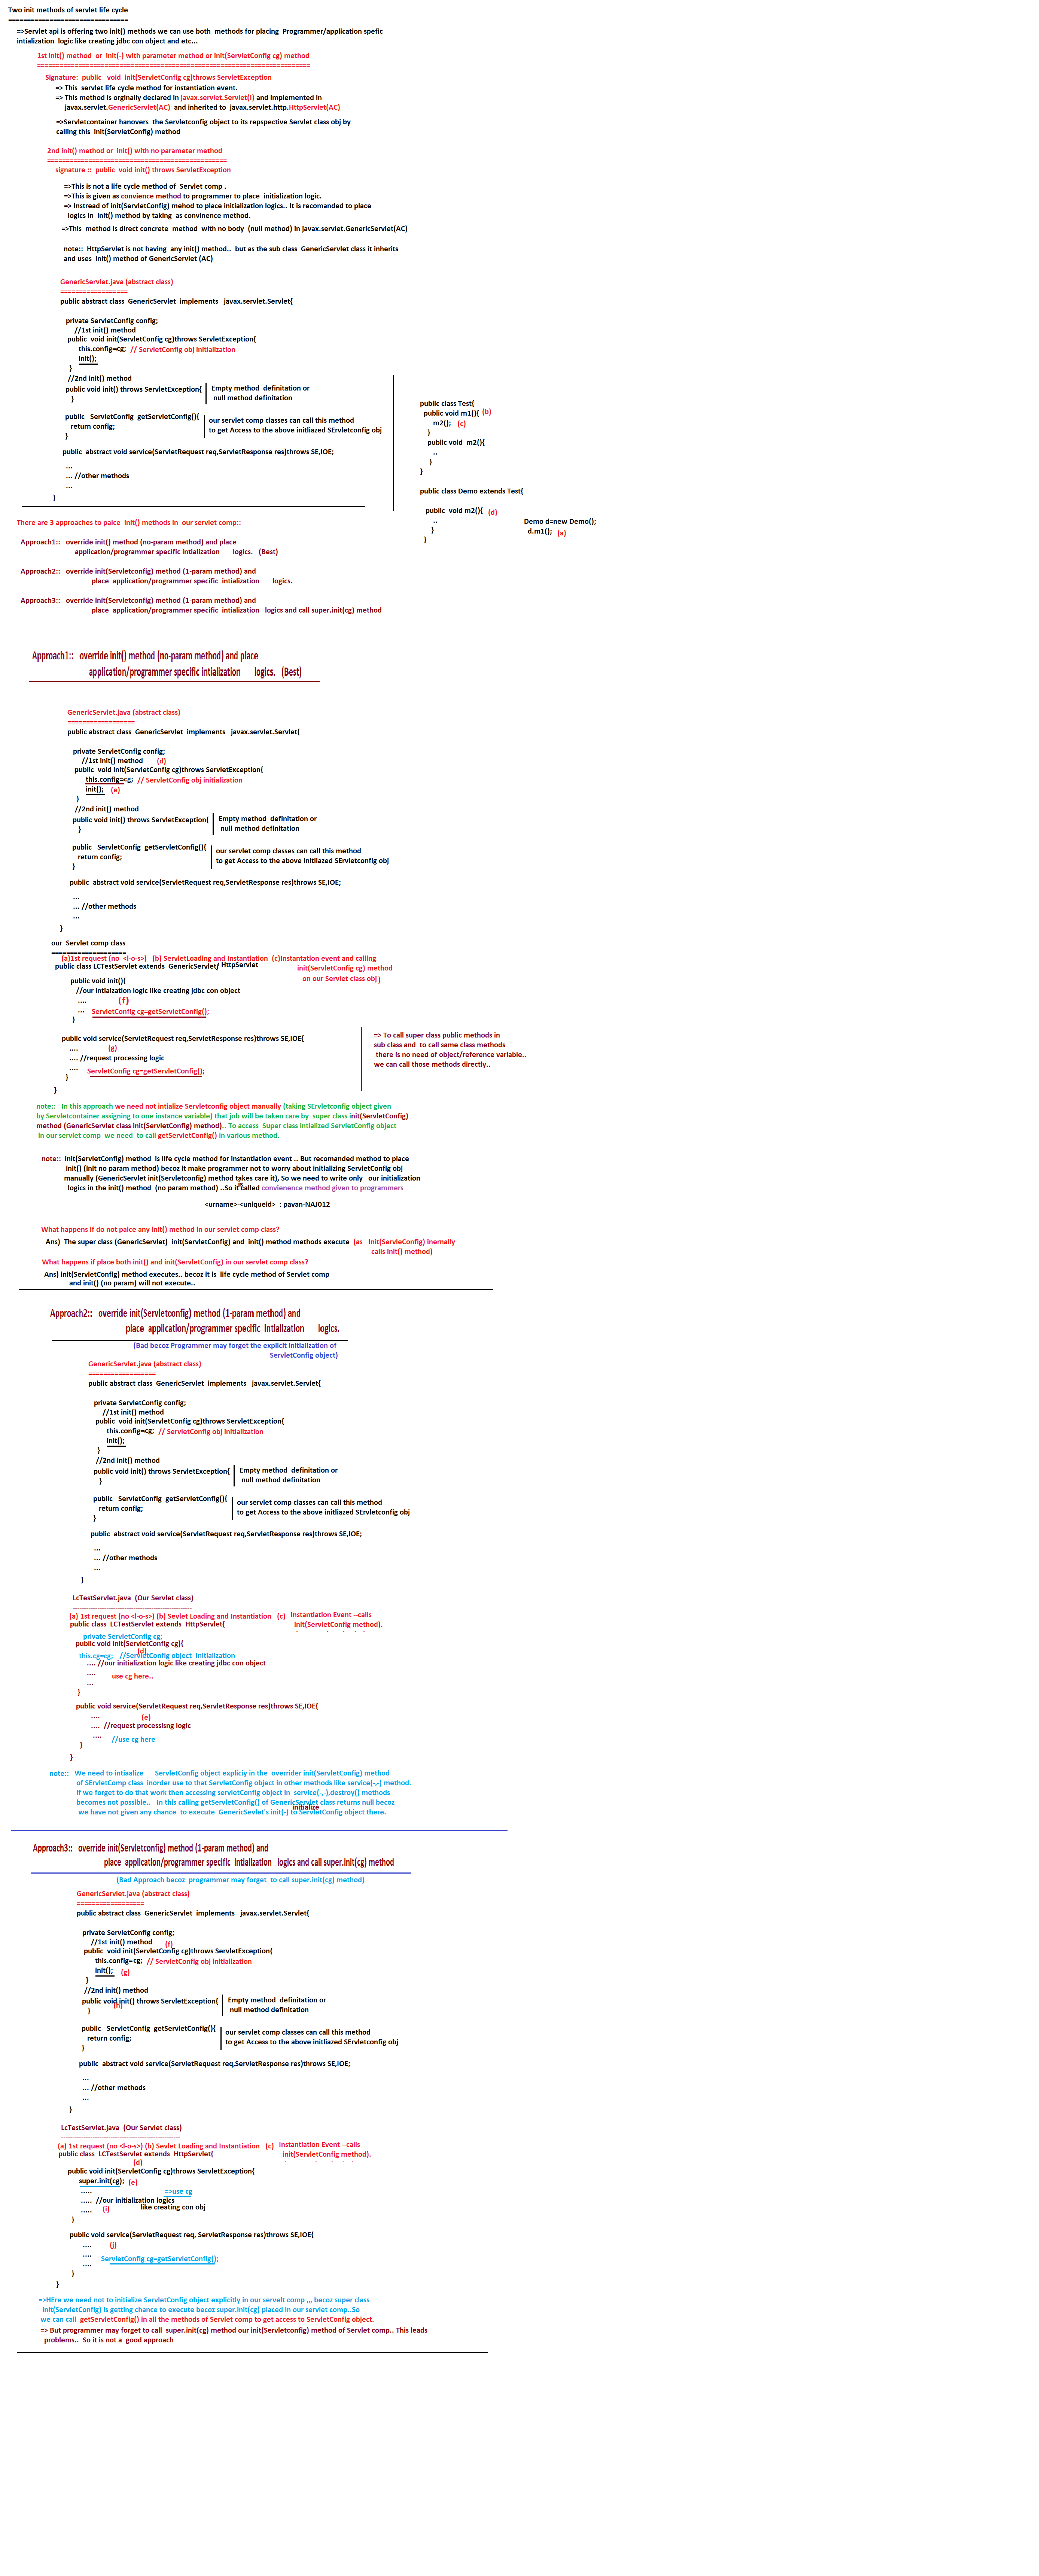 Two init methods of servlet life cycle
================================
=>Servlet api is offering two init() methods we can use both methods for placing Programmer/application spefic
intialization logic like creating jdbc con object and etc...
1st init() method or init(-) with parameter method or init(ServletConfig cg) method
=========================================================================
Signature: public void init(ServletConfig cg)throws ServletException
=> This servlet life cycle method for instantiation event.
=> This method is orginally declared in javax.servlet.Servlet(I) and implemented in
javax.servlet.GenericServlet(AC) and inherited to javax.servlet.http.HttpServlet(AC)
=>Servletcontainer hanovers the Servletconfig object to its repspective Servlet class obj by
calling this init(ServletConfig) method
2nd init() method or init() with no parameter method
================================================
signature :: public void init() throws ServletException
=>This is not a life cycle method of Servlet comp .
=>This is given as convience method to programmer to place initialization logic.
=> Instread of init(ServletConfig) mehod to place initialization logics.. It is recomanded to place
logics in init() method by taking as convinence method.
=>This method is direct concrete method with no body (null method) in javax.servlet.GenericServlet(AC)
note:: HttpServlet is not having any init() method.. but as the sub class GenericServlet class it inherits
and uses init() method of GenericServlet (AC)
GenericServlet.java (abstract class)
==================
public abstract class GenericServlet implements javax.servlet.Servlet{
private ServletConfig config;
//1st init() method
public void init(ServletConfig cg)throws ServletException{
this.config=cg; // ServletConfig obj initialization
init();
}
//2nd init() method
public void init() throws ServletException{ Empty method definitation or
} null method definitation
public ServletConfig getServletConfig(){ our servlet comp classes can call this method
return config; to get Access to the above initliazed SErvletconfig obj
}
public abstract void service(ServletRequest req,ServletResponse res)throws SE,IOE;
...
... //other methods
...
}
public class Test{
public void m1(){ (b)
m2(); (c)
}
public void m2(){
..
}
}
public class Demo extends Test{
public void m2(){ (d)
..
}
}
Demo d=new Demo();
d.m1(); (a)
There are 3 approaches to palce init() methods in our servlet comp::
Approach1:: override init() method (no-param method) and place
application/programmer specific intialization logics. (Best)
Approach2:: override init(Servletconfig) method (1-param method) and
place application/programmer specific intialization logics.
Approach3:: override init(Servletconfig) method (1-param method) and
place application/programmer specific intialization logics and call super.init(cg) method
Approach1:: override init() method (no-param method) and place
application/programmer specific intialization logics. (Best)
GenericServlet.java (abstract class)
==================
public abstract class GenericServlet implements javax.servlet.Servlet{
private ServletConfig config;
//1st init() method (d)
public void init(ServletConfig cg)throws ServletException{
this.config=cg; // ServletConfig obj initialization
init(); (e)
}
//2nd init() method
public void init() throws ServletException{ Empty method definitation or
} null method definitation
public ServletConfig getServletConfig(){ our servlet comp classes can call this method
return config; to get Access to the above initliazed SErvletconfig obj
}
public abstract void service(ServletRequest req,ServletResponse res)throws SE,IOE;
...
... //other methods
...
}
our Servlet comp class
====================
(a)1st request (no <l-o-s>) (b) ServletLoading and Instantiation (c)Instantation event and calling
init(ServletConfig cg) method
on our Servlet class obj )
public class LCTestServlet extends GenericServlet/ HttpServlet
public void init(){
//our intialzation logic like creating jdbc con object
.... (f)
... ServletConfig cg=getServletConfig();
}
public void service(ServletRequest req,ServletResponse res)throws SE,IOE{
.... (g)
.... //request processing logic
.... ServletConfig cg=getServletConfig();
}
}
=> To call super class public methods in
sub class and to call same class methods
there is no need of object/reference variable..
we can call those methods directly..
note:: In this approach we need not intialize Servletconfig object manually (taking SErvletconfig object given
by Servletcontainer assigning to one instance variable) that job will be taken care by super class init(ServletConfig)
method (GenericServlet class init(ServletConfig) method).. To access Super class intialized ServletConfig object
in our servlet comp we need to call getServletConfig() in various method.
note:: init(ServletConfig) method is life cycle method for instantiation event .. But recomanded method to place
init() (init no param method) becoz it make programmer not to worry about initializing ServletConfig obj
manually (GenericServlet init(Servletconfig) method takes care it), So we need to write only our initialization
logics in the init() method (no param method) ..So it is called convienence method given to programmers
<urname>-<uniqueid> : pavan-NAJ012
What happens if do not palce any init() method in our servlet comp class?
Ans) The super class (GenericServlet) init(ServletConfig) and init() method methods execute (as Init(ServleConfig) inernally
calls init() method)
What happens if place both init() and init(ServletConfig) in our servlet comp class?
Ans) init(ServletConfig) method executes.. becoz it is life cycle method of Servlet comp
and init() (no param) will not execute..
Approach2:: override init(Servletconfig) method (1-param method) and
place application/programmer specific intialization logics.
(Bad becoz Programmer may forget the explicit initialization of
ServletConfig object)
GenericServlet.java (abstract class)
==================
public abstract class GenericServlet implements javax.servlet.Servlet{
private ServletConfig config;
//1st init() method
public void init(ServletConfig cg)throws ServletException{
this.config=cg; // ServletConfig obj initialization
init();
}
//2nd init() method
public void init() throws ServletException{ Empty method definitation or
} null method definitation
public ServletConfig getServletConfig(){ our servlet comp classes can call this method
return config; to get Access to the above initliazed SErvletconfig obj
}
public abstract void service(ServletRequest req,ServletResponse res)throws SE,IOE;
...
... //other methods
...
}
LcTestServlet.java (Our Servlet class)
--------------------------------------------------
(a) 1st request (no <l-o-s>) (b) Sevlet Loading and Instantiation (c) Instantiation Event --calls
init(ServletConfig method).
public class LCTestServlet extends HttpServlet{
private ServletConfig cg;
public void init(ServletConfig cg){
(d)
this.cg=cg; //ServletConfig object Initialization
.... //our initialization logic like creating jdbc con object
.... use cg here..
...
}
public void service(ServletRequest req,ServletResponse res)throws SE,IOE{
.... (e)
.... //request processisng logic
.... //use cg here
}
}
note:: We need to intiaalize ServletConfig object explicly in the overrider init(ServletConfig) method
of SErvletComp class inorder use to that ServletConfig object in other methods like service(-,-) method.
If we forget to do that work then accessing servletConfig object in service(-,-),destroy() methods
becomes not possible.. In this calling getServletConfig() of GenericServlet class returns null becoz
we have not given any chance to execute GenericSevlet's init(-) to initialize ServletConfig object there.
Approach3:: override init(Servletconfig) method (1-param method) and
place application/programmer specific intialization logics and call super.init(cg) method
(Bad Approach becoz programmer may forget to call super.init(cg) method)
GenericServlet.java (abstract class)
==================
public abstract class GenericServlet implements javax.servlet.Servlet{
private ServletConfig config;
//1st init() method (f)
public void init(ServletConfig cg)throws ServletException{
this.config=cg; // ServletConfig obj initialization
init(); (g)
}
//2nd init() method
public void init() throws ServletException{ Empty method definitation or
} (h) null method definitation
public ServletConfig getServletConfig(){ our servlet comp classes can call this method
return config; to get Access to the above initliazed SErvletconfig obj
}
public abstract void service(ServletRequest req,ServletResponse res)throws SE,IOE;
...
... //other methods
...
}
LcTestServlet.java (Our Servlet class)
--------------------------------------------------
(a) 1st request (no <l-o-s>) (b) Sevlet Loading and Instantiation (c) Instantiation Event --calls
init(ServletConfig method).
public class LCTestServlet extends HttpServlet{
(d)
public void init(ServletConfig cg)throws ServletException{
super.init(cg); (e)
..... =>use cg
..... //our initialization logics
..... (i) like creating con obj
}
public void service(ServletRequest req, ServletResponse res)throws SE,IOE{
.... (j)
....
.... ServletConfig cg=getServletConfig();
}
}
=>HEre we need not to initialize ServletConfig object explicitly in our servelt comp ,,, becoz super class
init(ServletConfig) is getting chance to execute becoz super.init(cg) placed in our servlet comp..So
we can call getServletConfig() in all the methods of Servlet comp to get access to ServletConfig object.
=> But programmer may forget to call super.init(cg) method our init(Servletconfig) method of Servlet comp.. This leads
problems.. So it is not a good approach